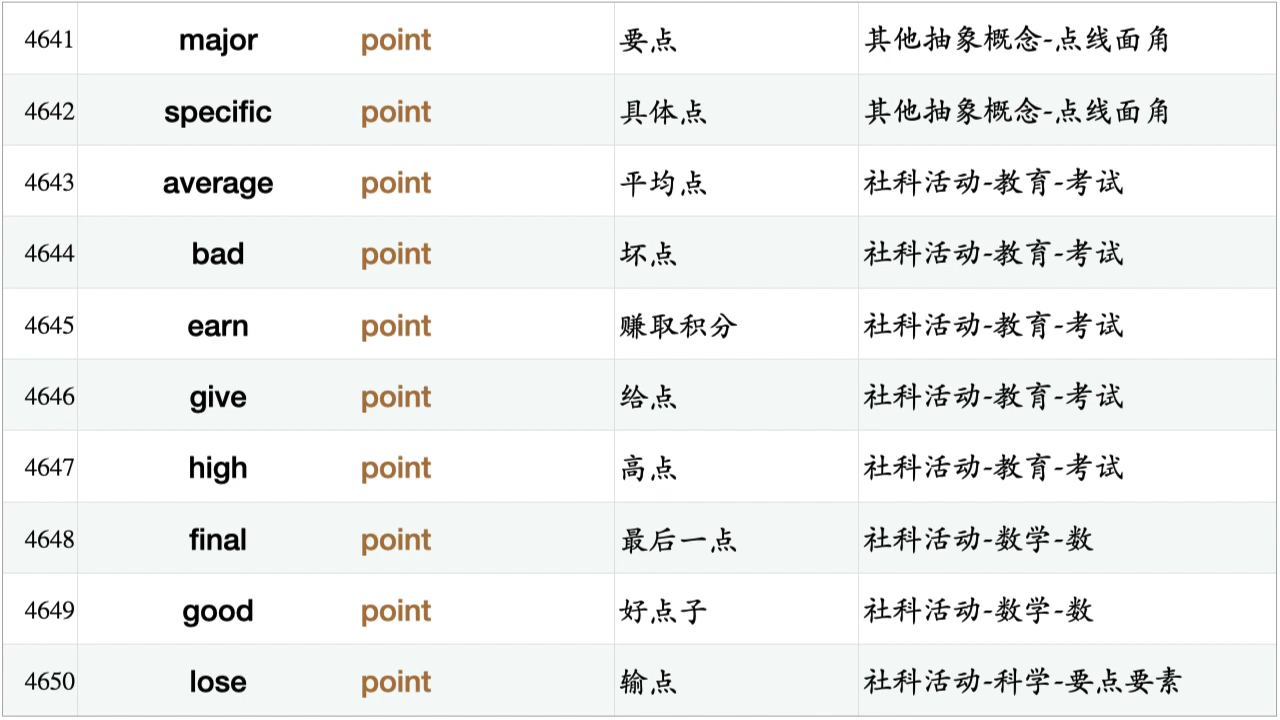 4641 major point 要点 其他抽象概念-点线面角
4642 specific point 具体点 其他抽象概念-点线面角
4643 average point 平均点 社科活动-教育-考试
4644 bad point 坏点 社科活动-教育-考试
4645 earn point 赚取积分 社科活动-教育-考试
4646 give point 给点 社科活动-教育-考试
4647 high point 高点 社科活动-教育-考试
4648 final point 最后一点 社科活动-数学-数
4649 good point 好点子 社科活动-数学-数
4650 lose point 输点 社科活动-科学-要点要素